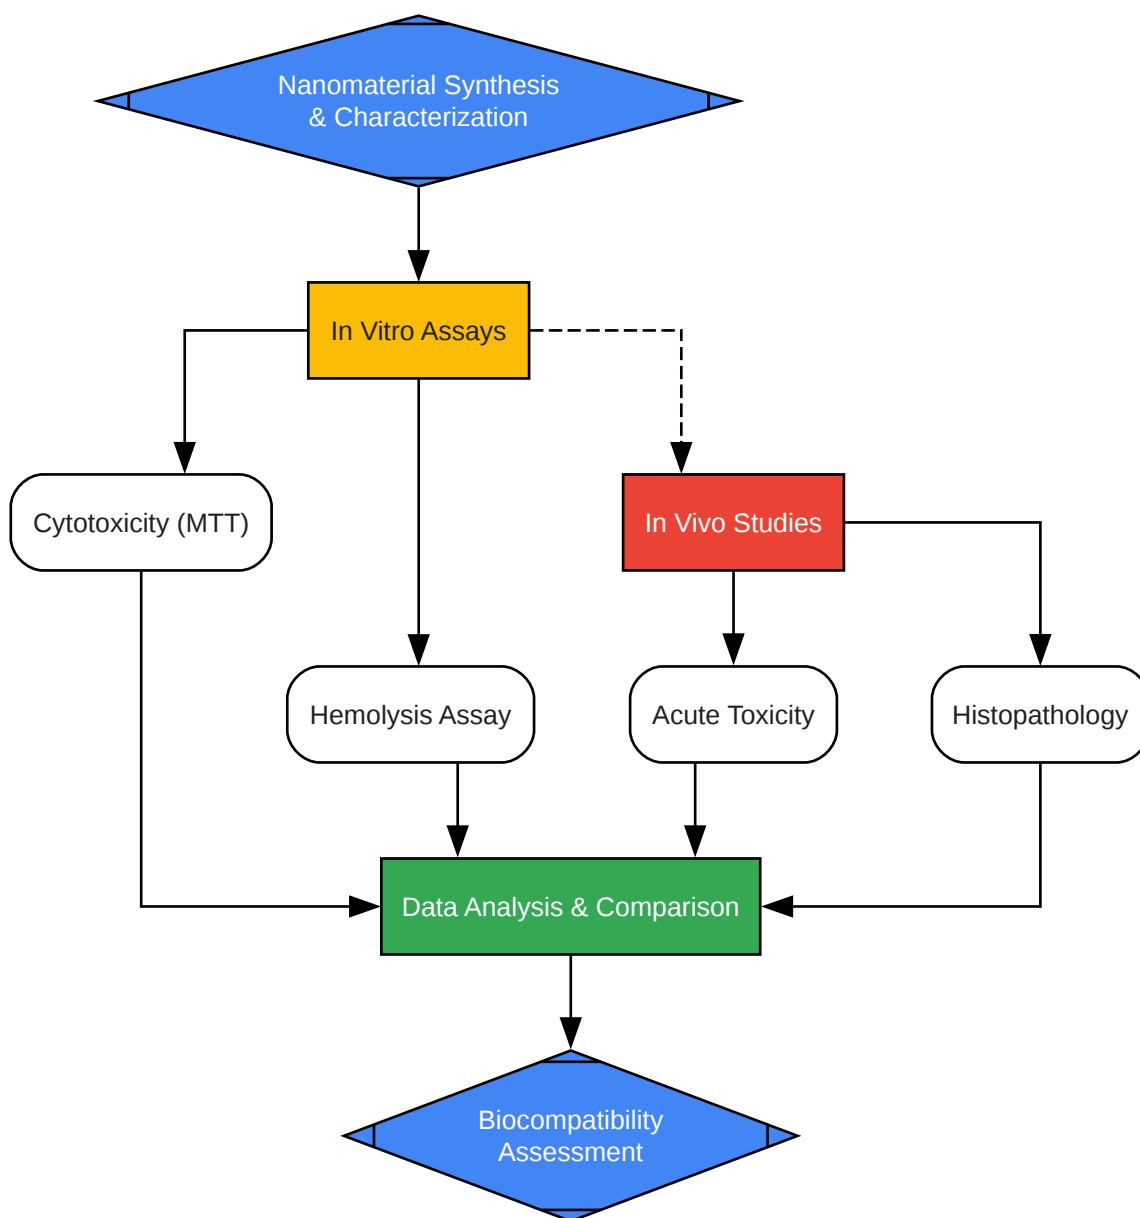 Nanomaterial Synthesis
& Characterization
In Vitro Assays
Cytotoxicity (MTT)
In Vivo Studies
Hemolysis Assay
Acute Toxicity
Histopathology
Data Analysis & Comparison
Biocompatibility
Assessment